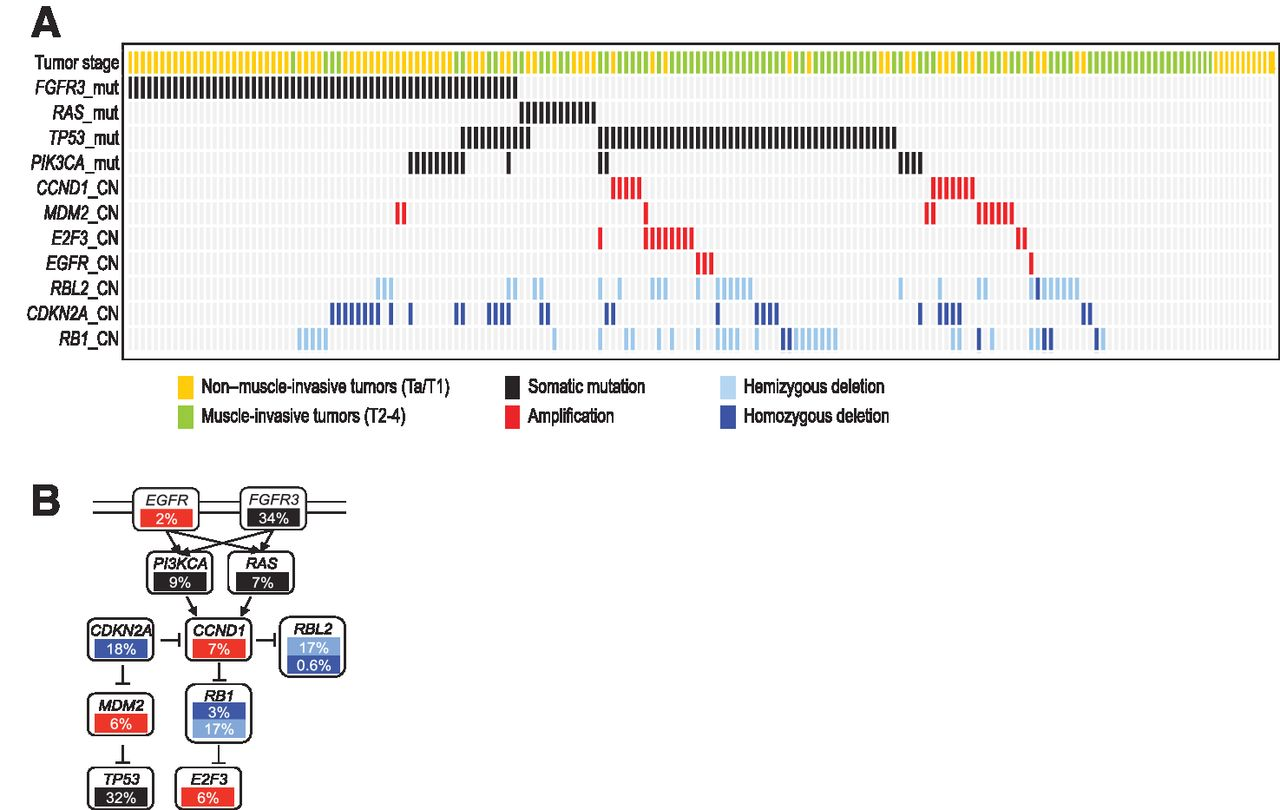 A
Tumor stage
FGFR3_mut
RAS_mut
TP53_mut
PIK3CA_mut
CCND1_CN
MDM2_CN
E2F3_CN
EGFR_CN
RBL2_CN
CDKN2A_CN
RB1_CN
Non–muscle-invasive tumors (Ta/T1) Somatic mutation Hemizygous deletion
Muscle-invasive tumors (T2-4) Amplification Homozygous deletion
B
EGFR FGFR3
2% 34%
PI3KCA RAS
9% 7%
CDKN2A CCND1 RBL2
18% 7% 17%
0.6%
MDM2 RB1
6% 3%
17%
TP53 E2F3
32% 6%